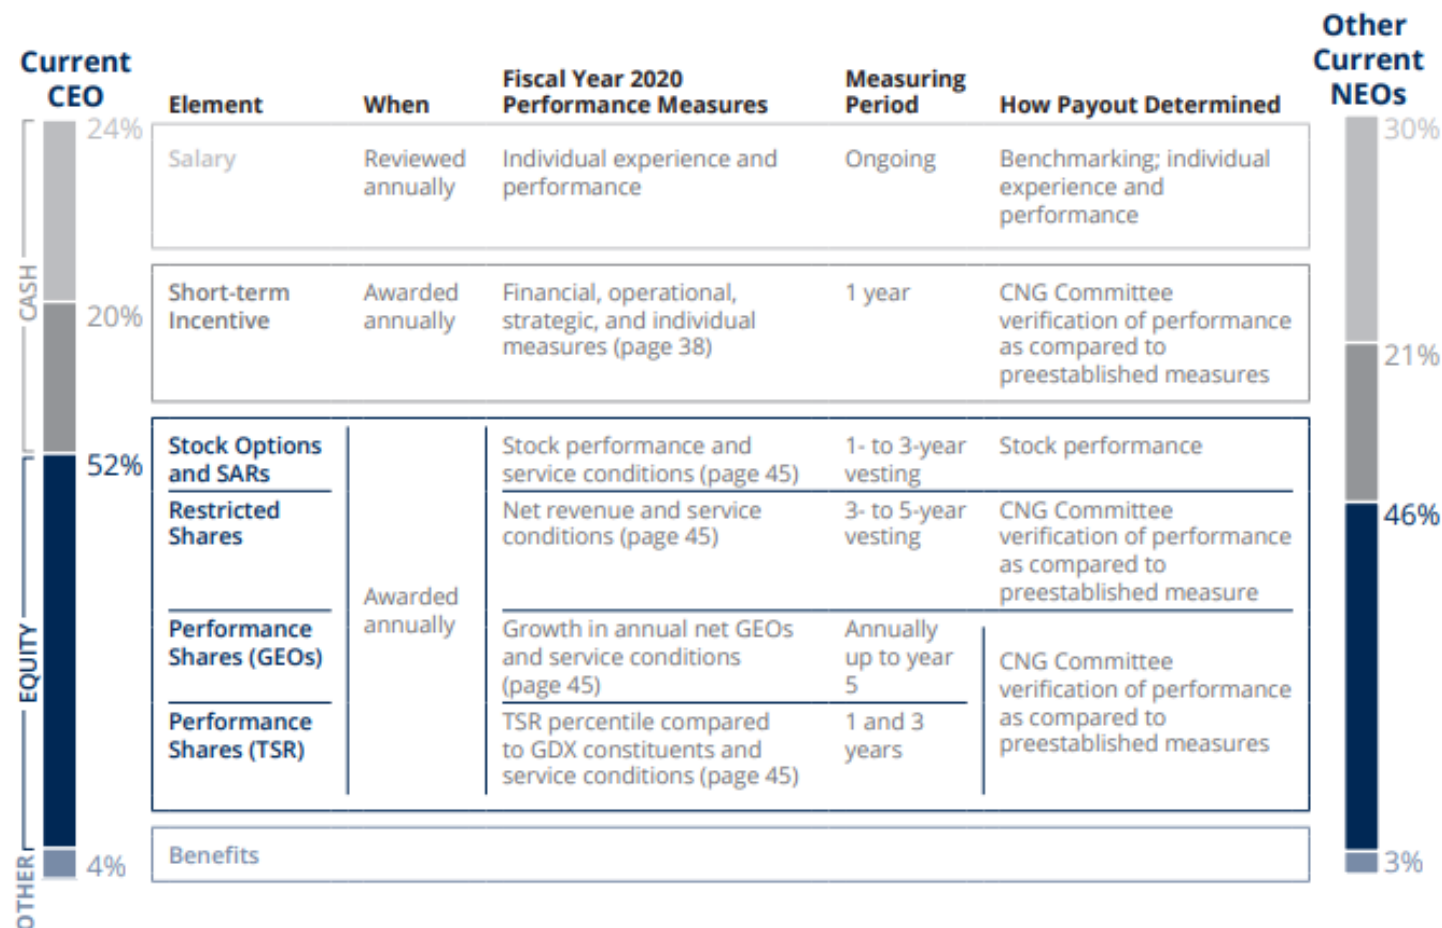 Current
CEO
Other
Current
NEOs
Element
When
Fiscal Year 2020
Performance Measures
Measuring
Period
How Payout Determined
CASH
24%
20%
EQUITY
52%
OTHER
4%
Salary
Reviewed
annually
Individual experience and
performance
Ongoing
Benchmarking; individual
experience and
performance
Short-term
Incentive
Awarded
annually
Financial, operational,
strategic, and individual
measures (page 38)
1 year
CNG Committee
verification of performance
as compared to
preestablished measures
Stock Options
and SARs
Awarded
annually
Stock performance and
service conditions (page 45)
1- to 3-year
vesting
Stock performance
Restricted
Shares
Net revenue and service
conditions (page 45)
3- to 5-year
vesting
CNG Committee
verification of performance
as compared to
preestablished measure
Performance
Shares (GEOs)
Growth in annual net GEOs
and service conditions
(page 45)
Annually
up to year
5
CNG Committee
verification of performance
as compared to
preestablished measures
Performance
Shares (TSR)
TSR percentile compared
to GDX constituents and
service conditions (page 45)
1 and 3
years
Benefits
30%
21%
46%
3%